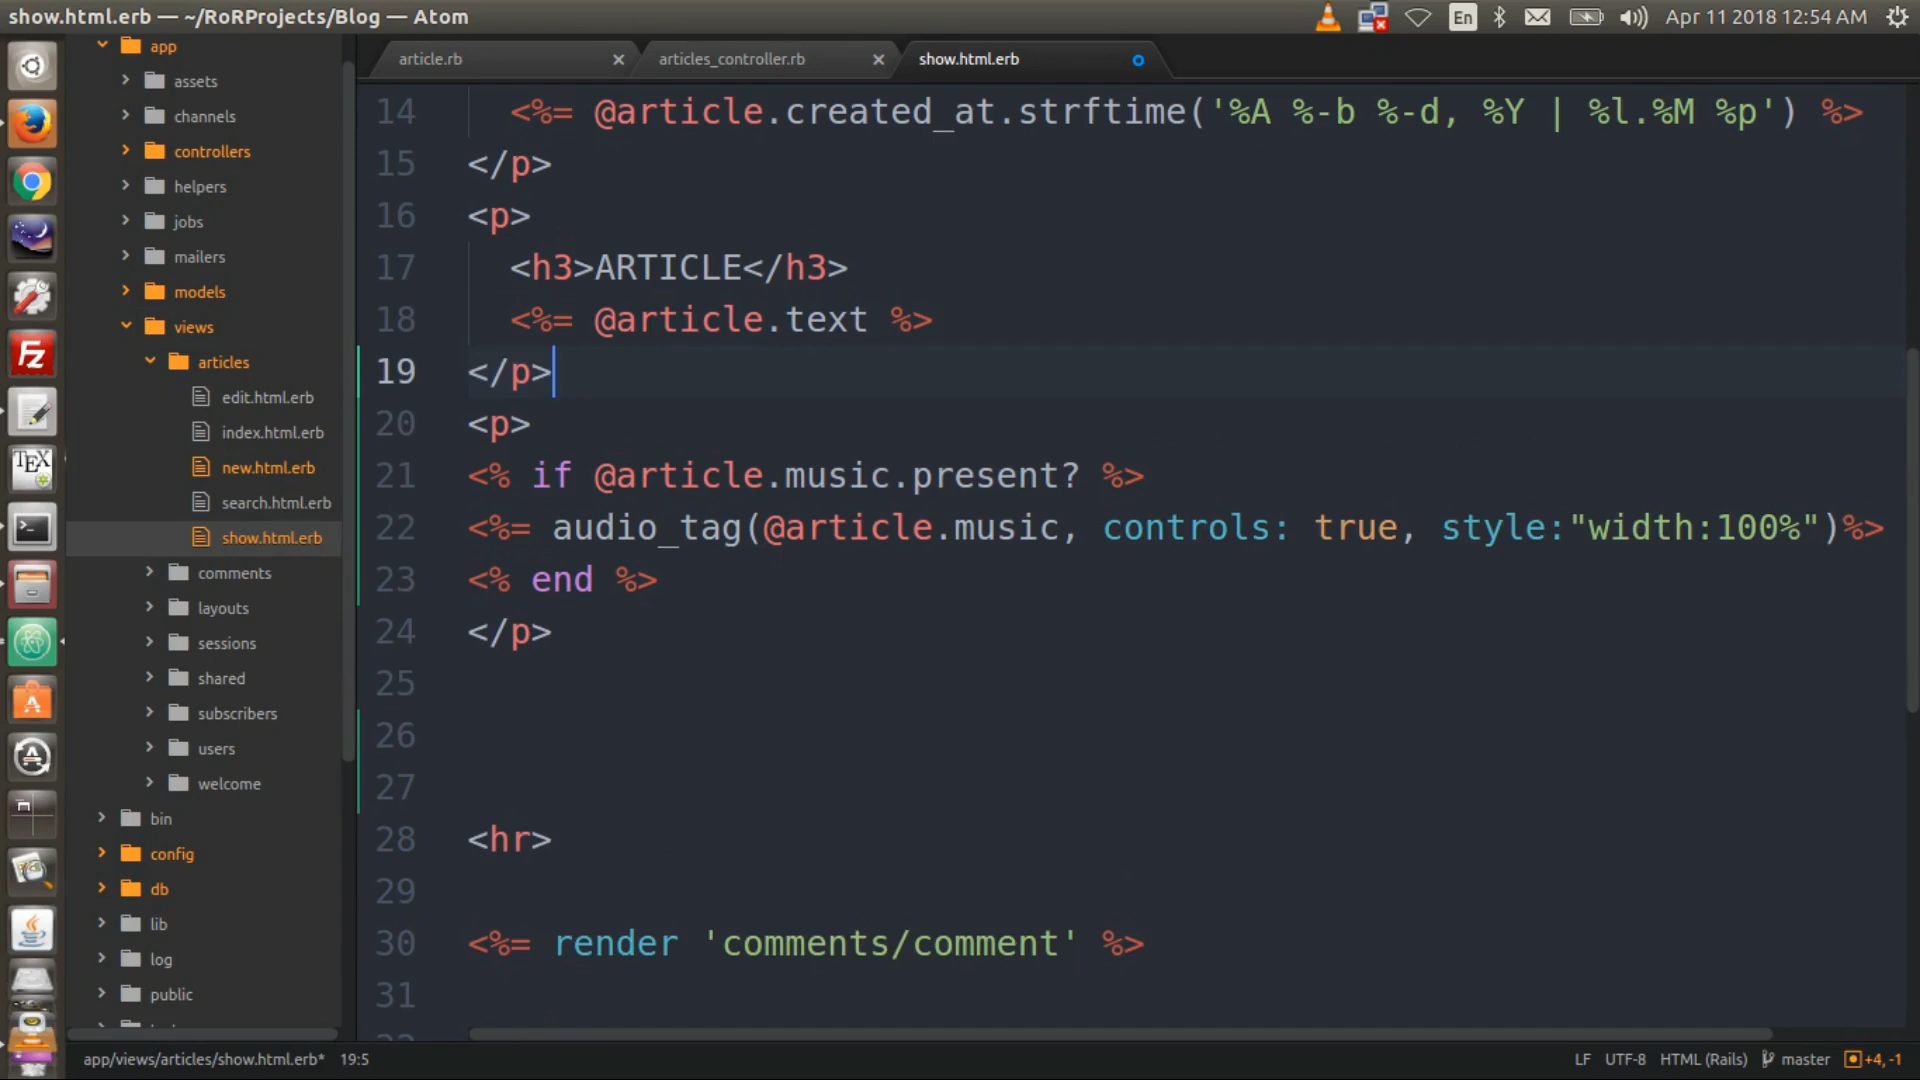 show.html.erb — ~/RoRProjects/Blog — Atom
En
Apr 11 2018 12:54 AM
app
assets
channels
controllers
helpers
jobs
mailers
models
views
articles
edit.html.erb
index.html.erb
new.html.erb
search.html.erb
show.html.erb
comments
layouts
sessions
shared
subscribers
users
welcome
bin
config
db
lib
log
public
article.rb
articles_controller.rb
show.html.erb
14 <%= @article.created_at.strftime('%A %-b %-d, %Y | %l.%M %p') %>
15 </p>
16 <p>
17 <h3>ARTICLE</h3>
18 <%= @article.text %>
19 </p>
20 <p>
21 <% if @article.music.present? %>
22 <%= audio_tag(@article.music, controls: true, style:"width:100%")%>
23 <% end %>
24 </p>
25
26
27
28 <hr>
29
30 <%= render 'comments/comment' %>
31
app/views/articles/show.html.erb* 19:5
LF UTF-8 HTML (Rails) master +4, -1